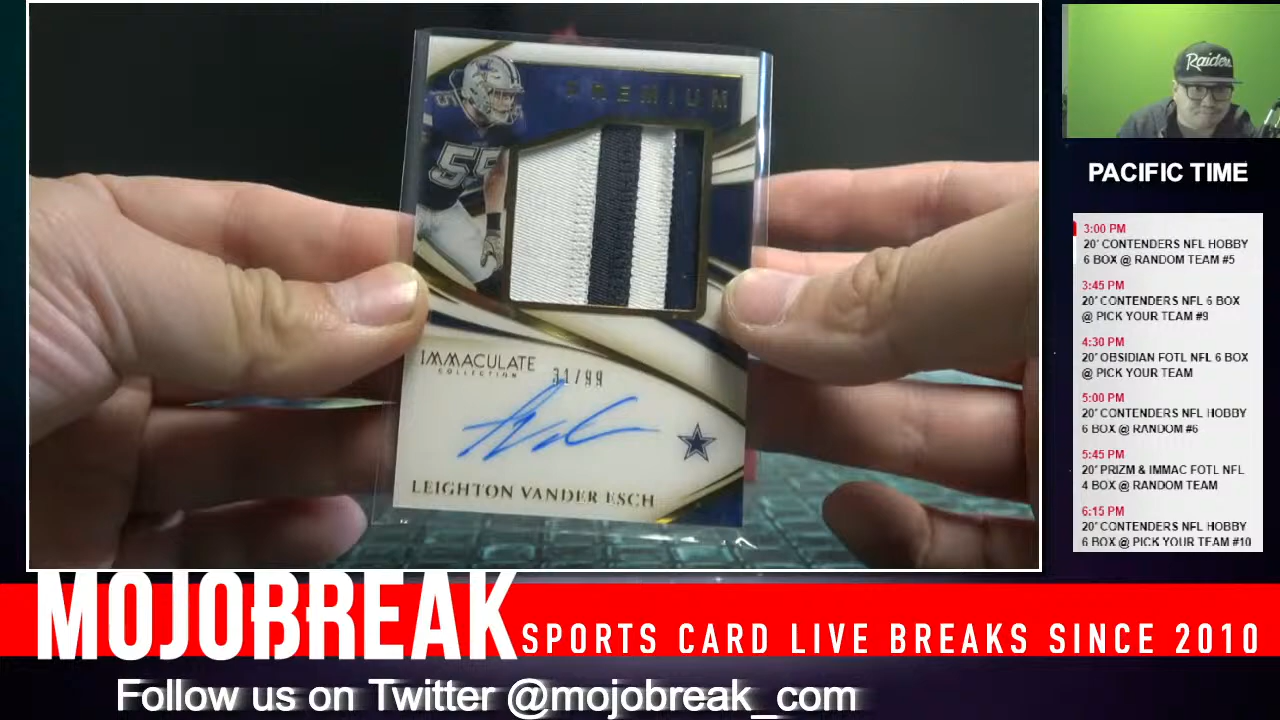 PREMIUM
55
IMMACULATE
COLLECTION
31/99
LEIGHTON VANDER ESCH
Raiders
PACIFIC TIME
3:00 PM
20' CONTENDERS NFL HOBBY
6 BOX @ RANDOM TEAM #5
3:45 PM
20' CONTENDERS NFL 6 BOX
@ PICK YOUR TEAM #9
4:30 PM
20' OBSIDIAN FOTL NFL 6 BOX
@ PICK YOUR TEAM
5:00 PM
20' CONTENDERS NFL HOBBY
6 BOX @ RANDOM #6
5:45 PM
20' PRIZM & IMMAC FOTL NFL
4 BOX @ RANDOM TEAM
6:15 PM
20' CONTENDERS NFL HOBBY
6 BOX @ PICK YOUR TEAM #10
MOJOBREAK SPORTS CARD LIVE BREAKS SINCE 2010
Follow us on Twitter @mojobreak_com